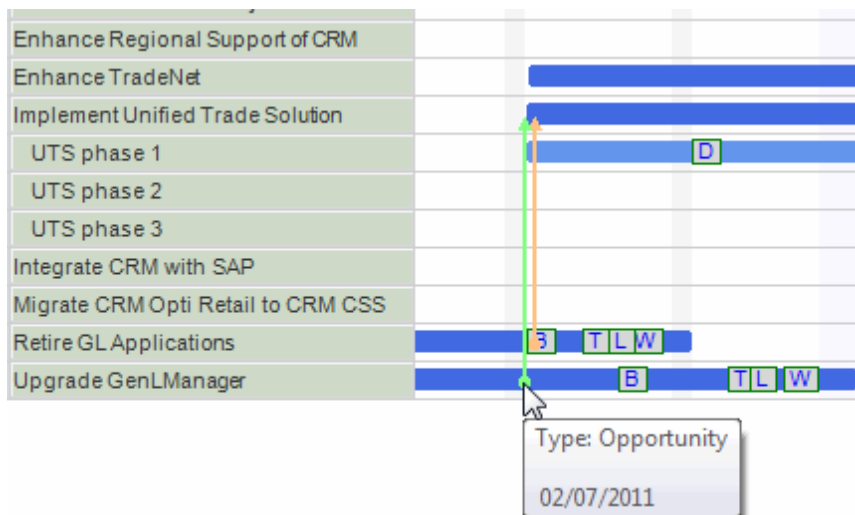 Enhance Regional Support of CRM
Enhance TradeNet
Implement Unified Trade Solution
UTS phase 1 D
UTS phase 2
UTS phase 3
Integrate CRM with SAP
Migrate CRM Opti Retail to CRM CSS
Retire GL Applications B T L W
Upgrade GenLManager B T L W
Type: Opportunity
02/07/2011